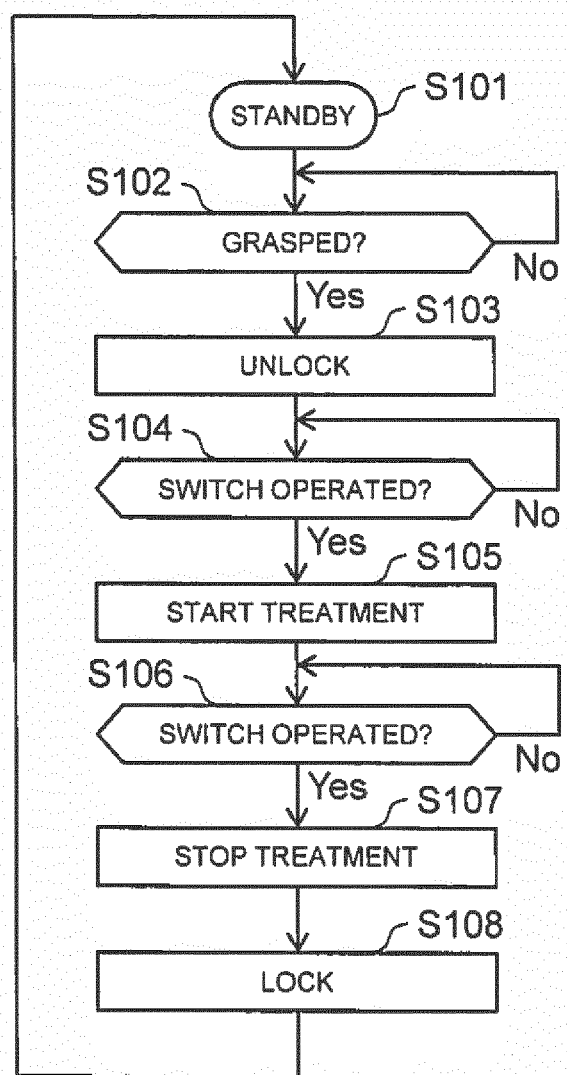 S101
STANDBY
S102
GRASPED?
No
Yes
S103
UNLOCK
S104
SWITCH OPERATED?
No
Yes
S105
START TREATMENT
S106
SWITCH OPERATED?
No
Yes
S107
STOP TREATMENT
S108
LOCK